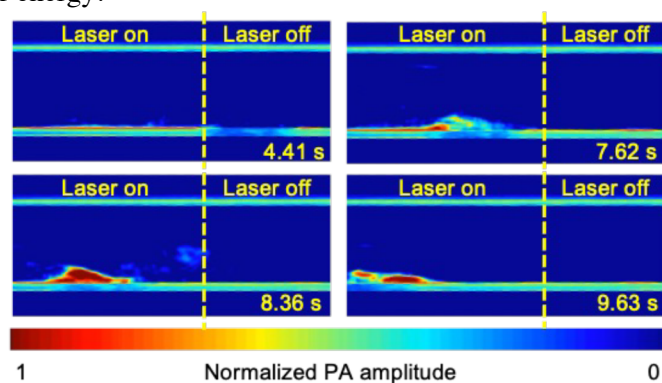 energy.
Laser on Laser off
4.41 s
Laser on Laser off
7.62 s
Laser on Laser off
8.36 s
Laser on Laser off
9.63 s
1 Normalized PA amplitude 0